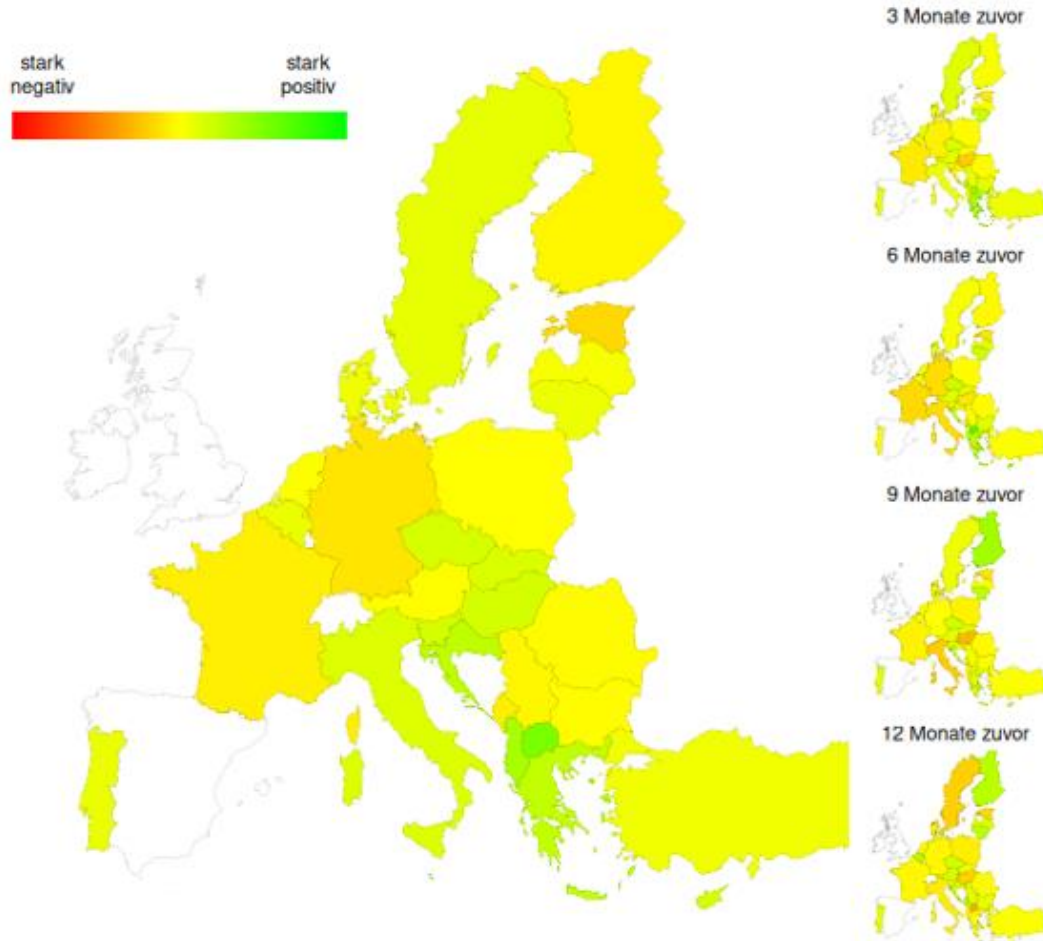 stark negativ
stark positiv
3 Monate zuvor
6 Monate zuvor
9 Monate zuvor
12 Monate zuvor